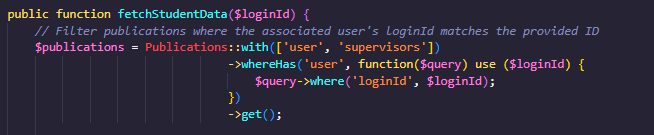 public function fetchStudentData($loginId) {
// Filter publications where the associated user's loginId matches the provided ID
$publications = Publications::with(['user', 'supervisors'])
->whereHas('user', function($query) use ($loginId) {
$query->where('loginId', $loginId);
})
->get();